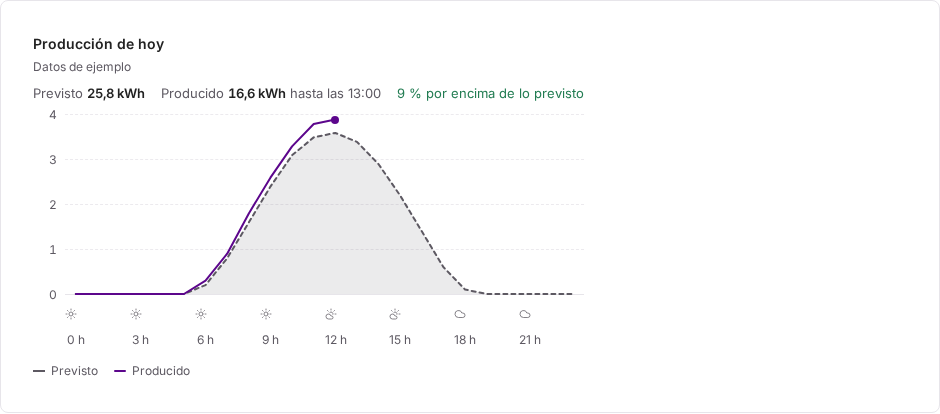 Producción de hoy
Datos de ejemplo
Previsto 25,8 kWh Producido 16,6 kWh hasta las 13:00 9 % por encima de lo previsto
4
3
2
1
0
0 h 3 h 6 h 9 h 12 h 15 h 18 h 21 h
Previsto Producido